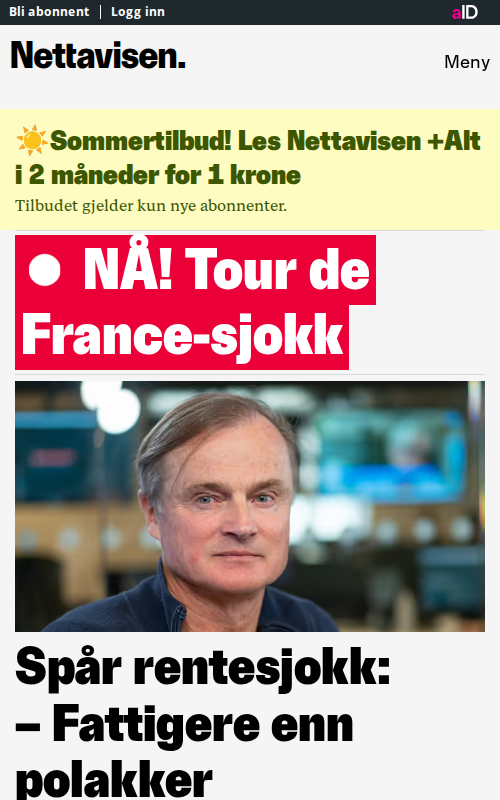 Bli abonnent
Logg inn
aID
Nettavisen.
Meny
☀️Sommertilbud! Les Nettavisen +Alt
i 2 måneder for 1 krone
Tilbudet gjelder kun nye abonnenter.
NÅ! Tour de
France-sjokk
Spår rentesjokk:
– Fattigere enn
polakker